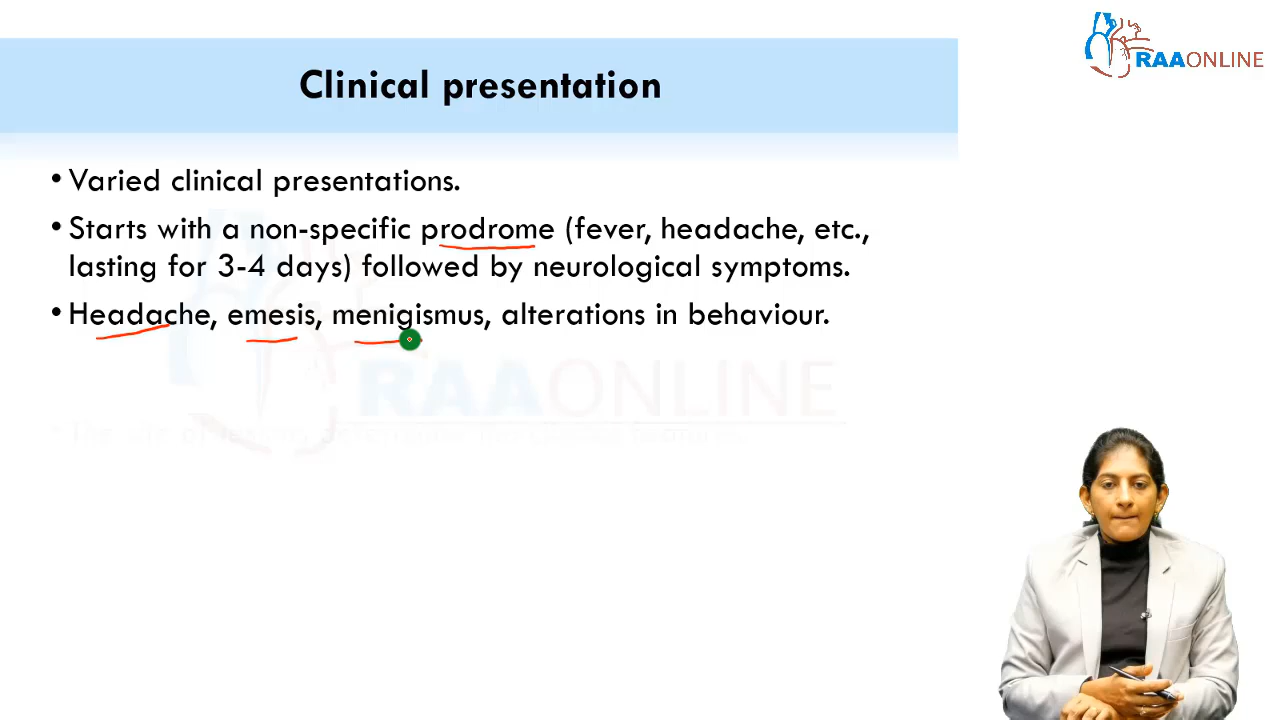 RAAONLINE
Clinical presentation
• Varied clinical presentations.
• Starts with a non-specific prodrome (fever, headache, etc.,
lasting for 3-4 days) followed by neurological symptoms.
• Headache, emesis, menigismus, alterations in behaviour.
RAAONLINE